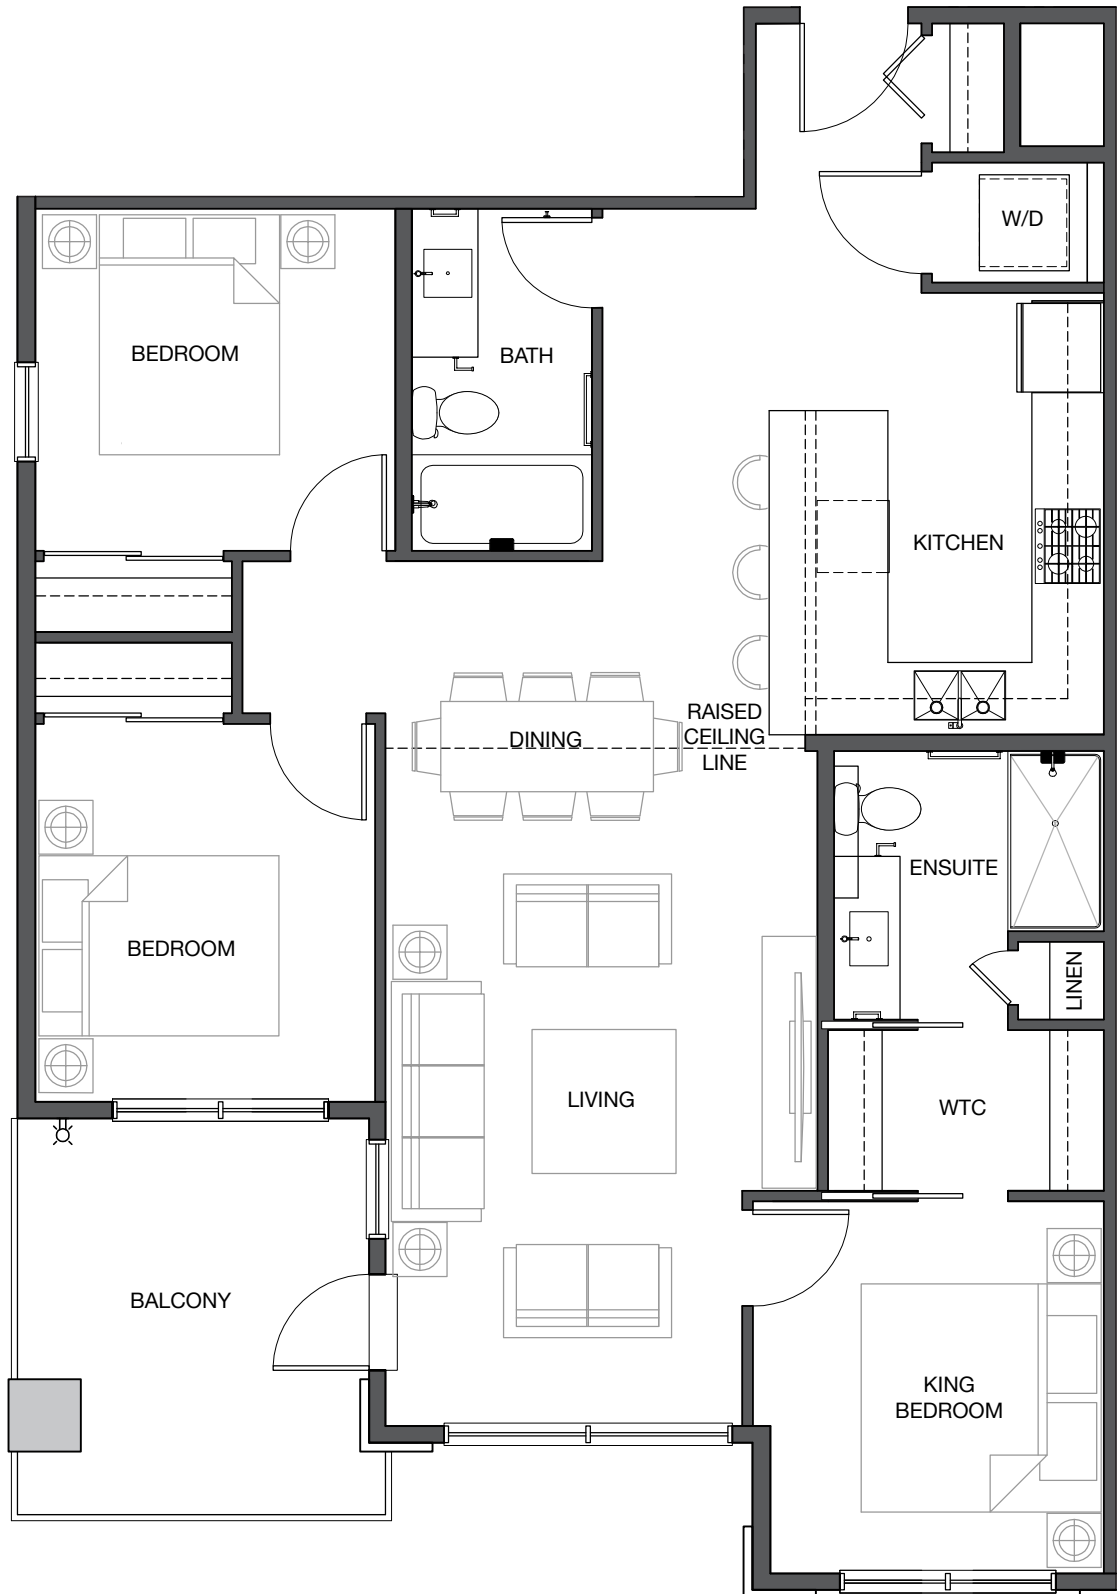 W/D
BEDROOM
BATH
KITCHEN
RAISED
CEILING
LINE
DINING
ENSUITE
BEDROOM
LINEN
LIVING
WTC
BALCONY
KING
BEDROOM